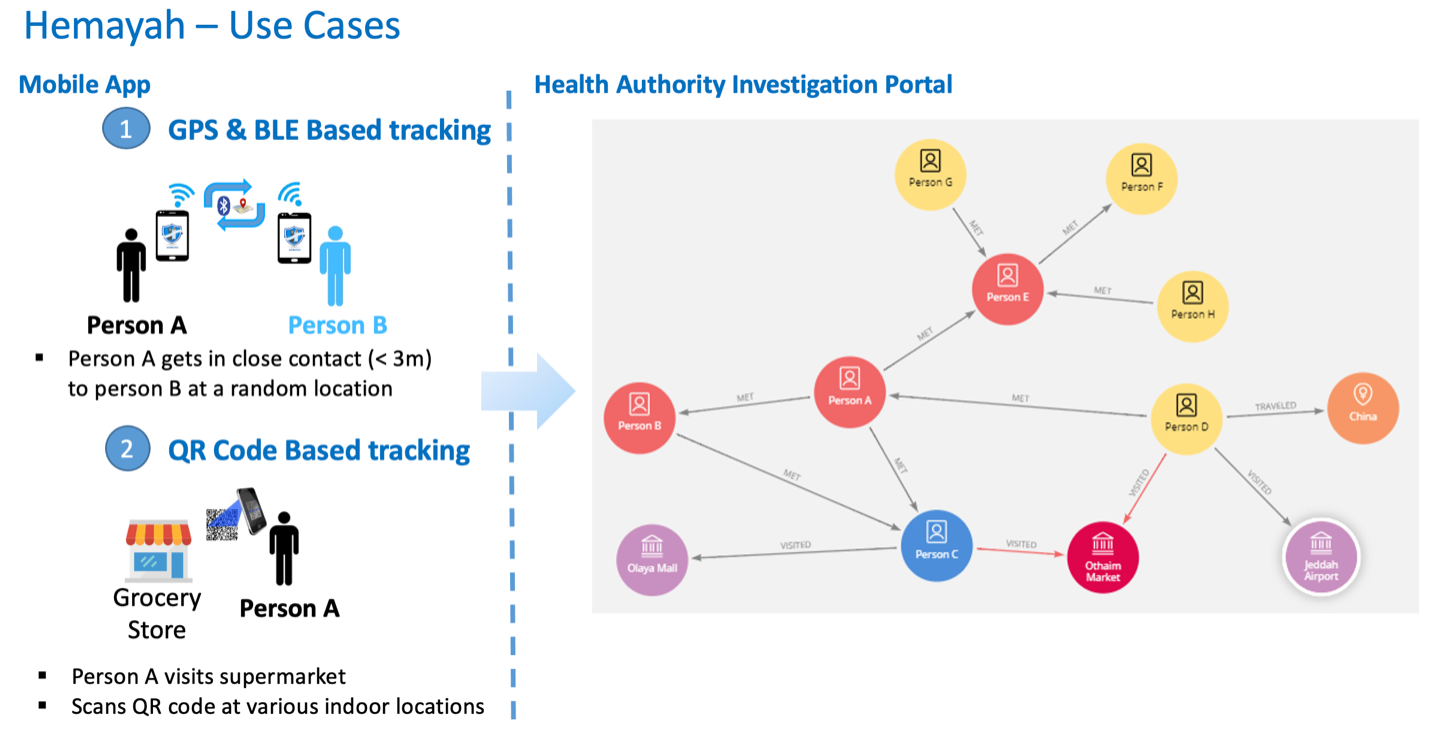 Hemayah – Use Cases
Mobile App
1 GPS & BLE Based tracking
Person A
Person B
▪ Person A gets in close contact (< 3m)
to person B at a random location
2 QR Code Based tracking
Grocery
Store
Person A
▪ Person A visits supermarket
▪ Scans QR code at various indoor locations
Health Authority Investigation Portal
Person G
Person F
MET
MET
Person E
MET
Person H
MET
Person A
MET
Person B
MET
Person D
TRAVELED
China
MET
MET
VISITED
VISITED
Olaya Mall
VISITED
Person C
VISITED
Othaim
Market
Jeddah
Airport